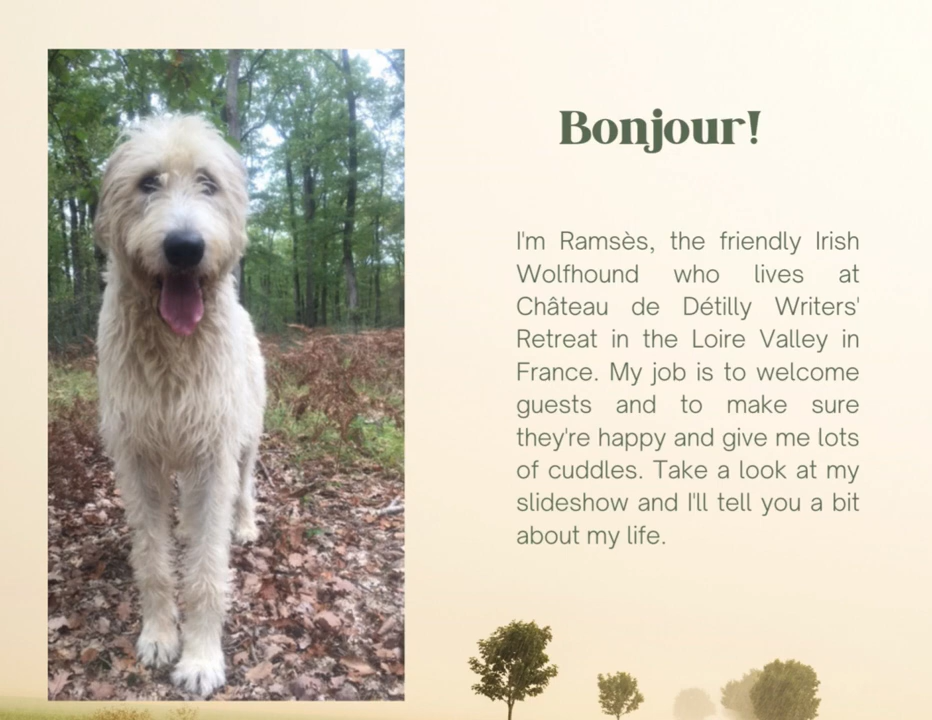 Bonjour!
I'm Ramsès, the friendly Irish
Wolfhound who lives at
Château de Détilly Writers'
Retreat in the Loire Valley in
France. My job is to welcome
guests and to make sure
they're happy and give me lots
of cuddles. Take a look at my
slideshow and I'll tell you a bit
about my life.